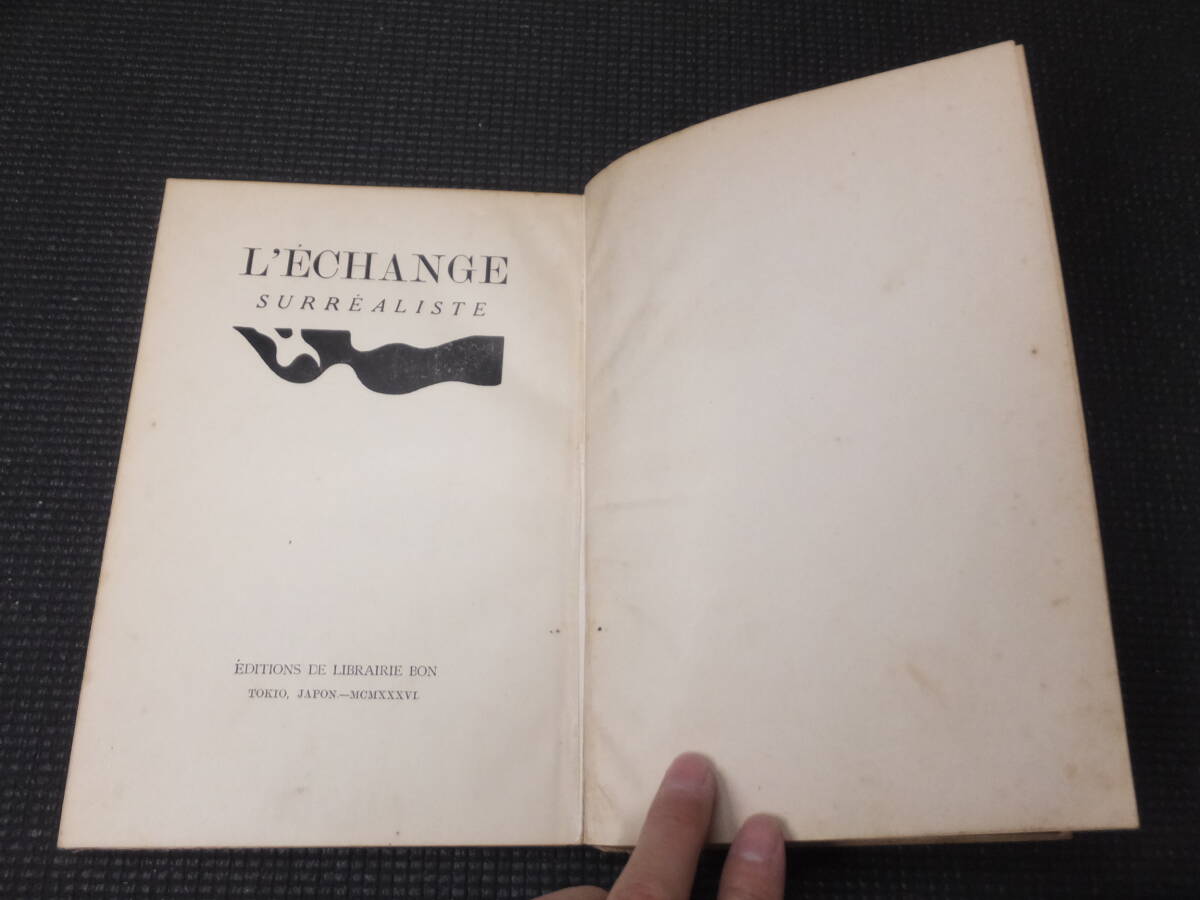 L'ÉCHANGE
SURRÉALISTE
ÉDITIONS DE LIBRAIRIE BON
TOKIO, JAPON.—MCMXXXVI.